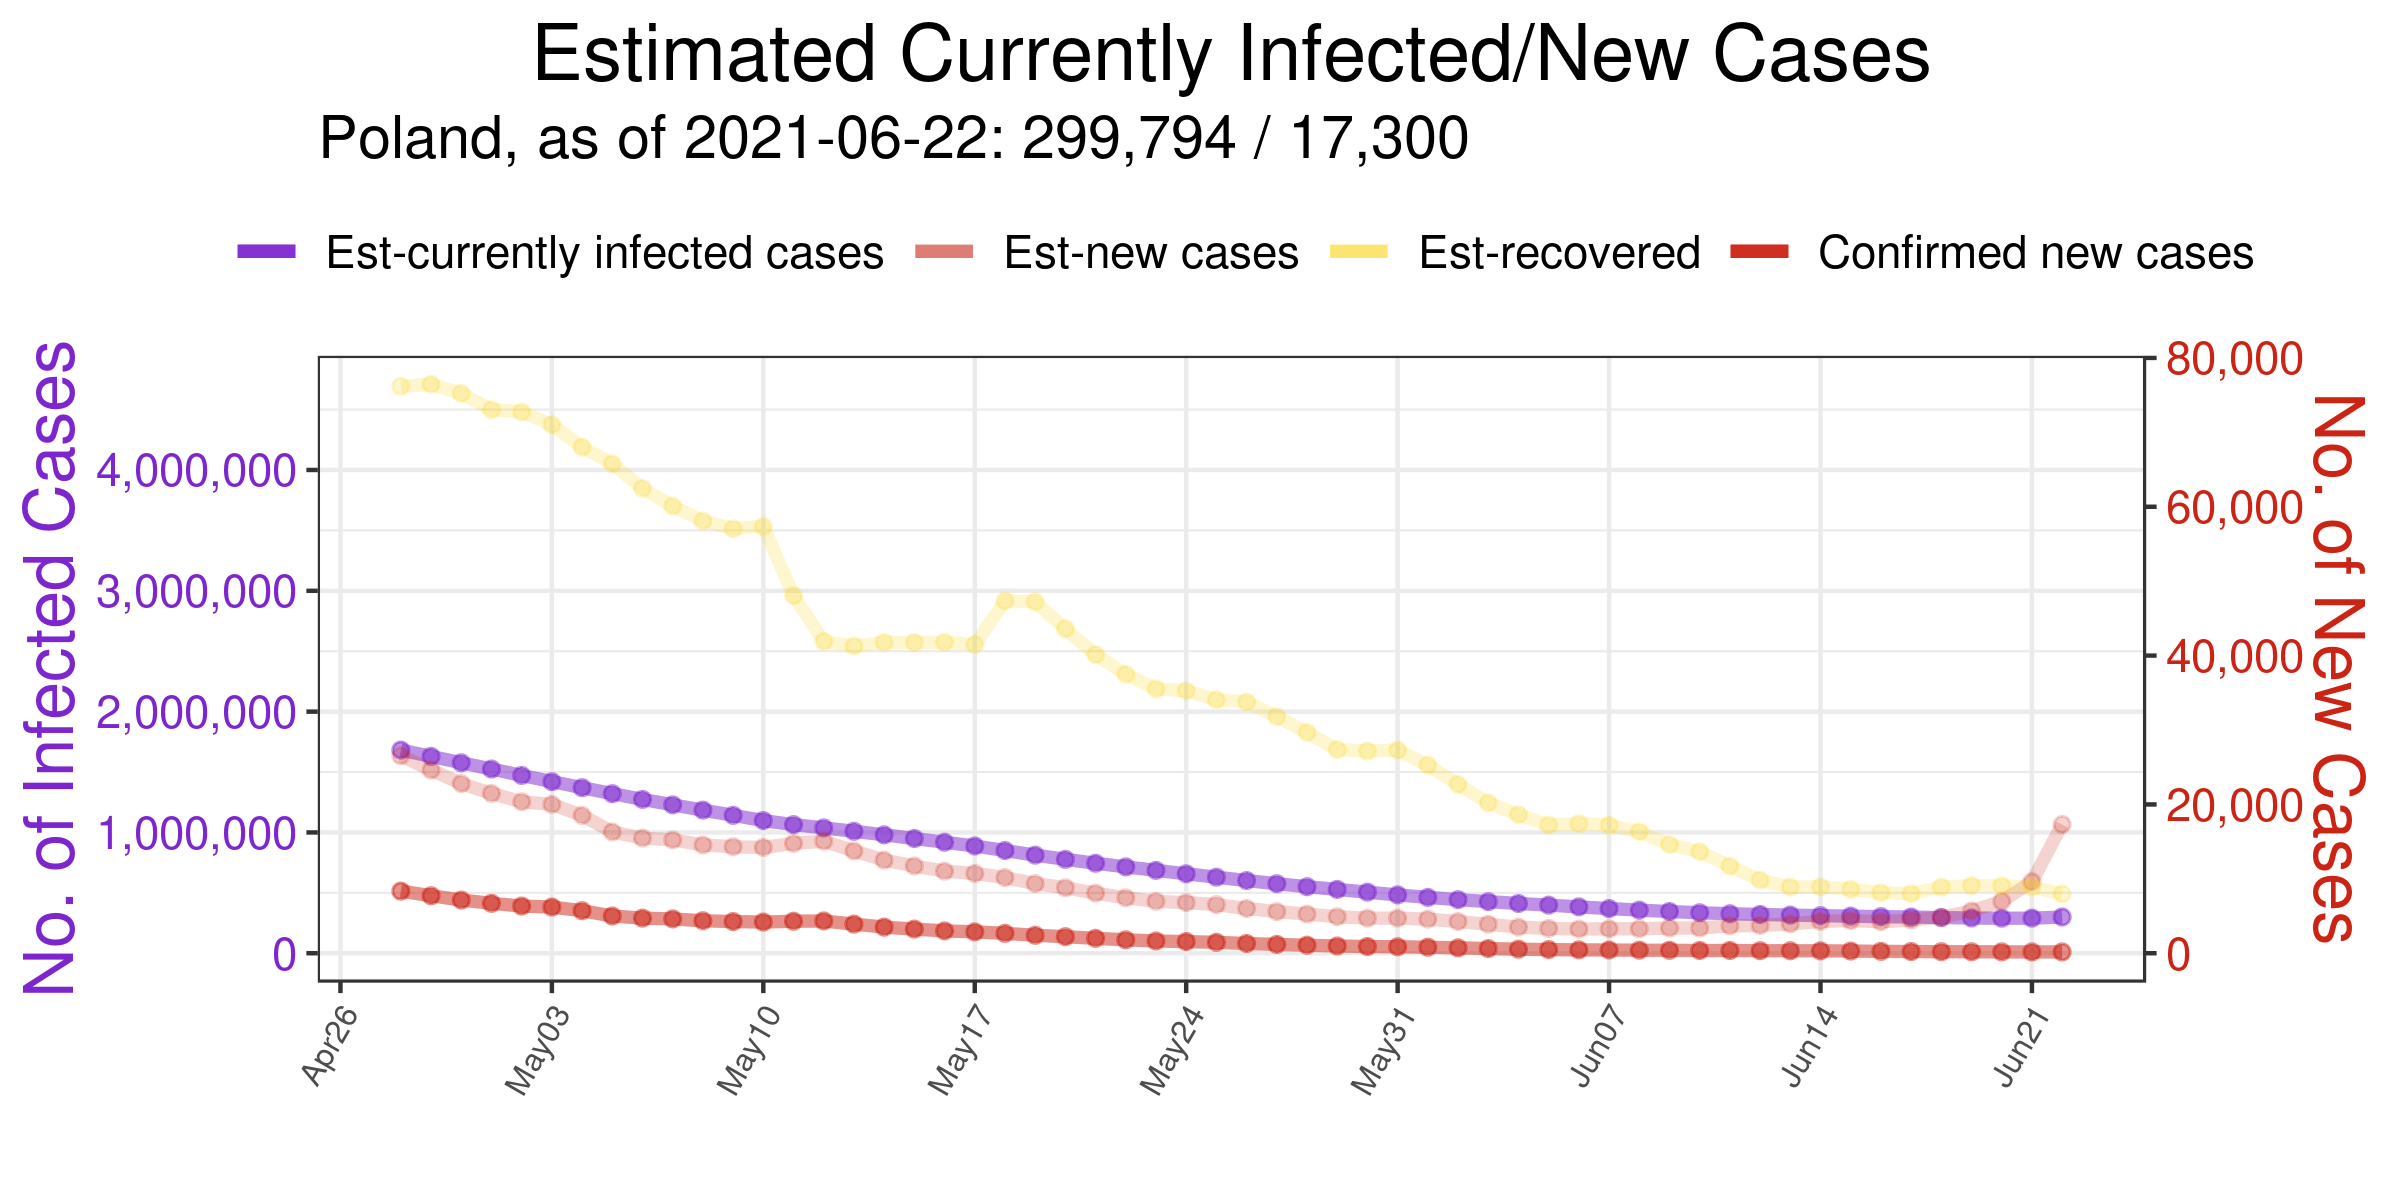 Estimated Currently Infected/New Cases
Poland, as of 2021-06-22: 299,794 / 17,300
Est-currently infected cases Est-new cases Est-recovered Confirmed new cases
No. of Infected Cases
4,000,000
3,000,000
2,000,000
1,000,000
0
80,000
60,000
40,000
20,000
0
No. of New Cases
Apr26 May03 May10 May17 May24 May31 Jun07 Jun14 Jun21